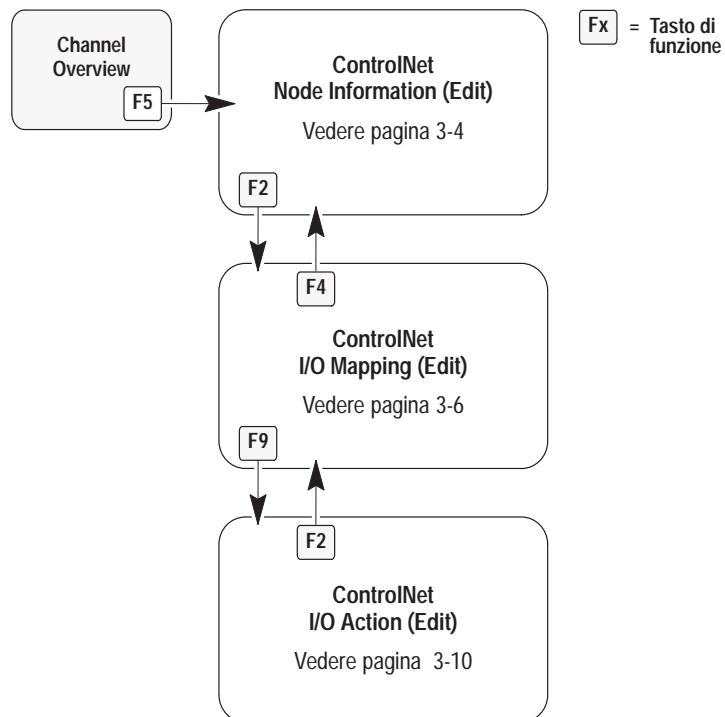 Channel
Overview
F5
Fx = Tasto di
funzione
ControlNet
Node Information (Edit)
Vedere pagina 3-4
F2
F4
ControlNet
I/O Mapping (Edit)
Vedere pagina 3-6
F9
F2
ControlNet
I/O Action (Edit)
Vedere pagina 3-10